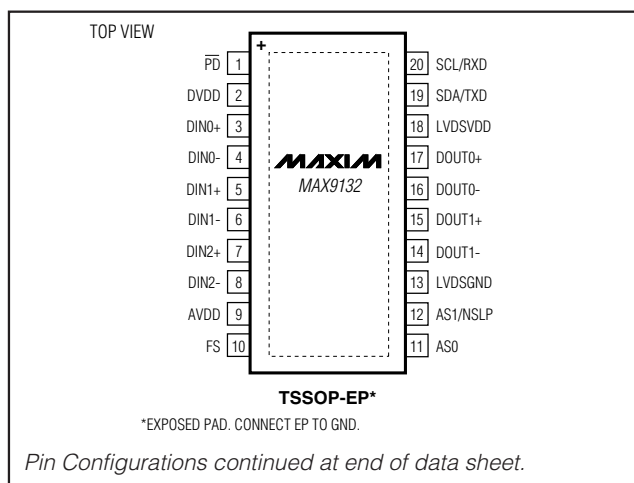 TOP VIEW
+
PD 1
DVDD 2
DIN0+ 3
DIN0- 4
DIN1+ 5
DIN1- 6
DIN2+ 7
DIN2- 8
AVDD 9
FS 10
MAXIM
MAX9132
20 SCL/RXD
19 SDA/TXD
18 LVDSVDD
17 DOUT0+
16 DOUT0-
15 DOUT1+
14 DOUT1-
13 LVDSGND
12 AS1/NSLP
11 AS0
TSSOP-EP*
*EXPOSED PAD. CONNECT EP TO GND.
Pin Configurations continued at end of data sheet.